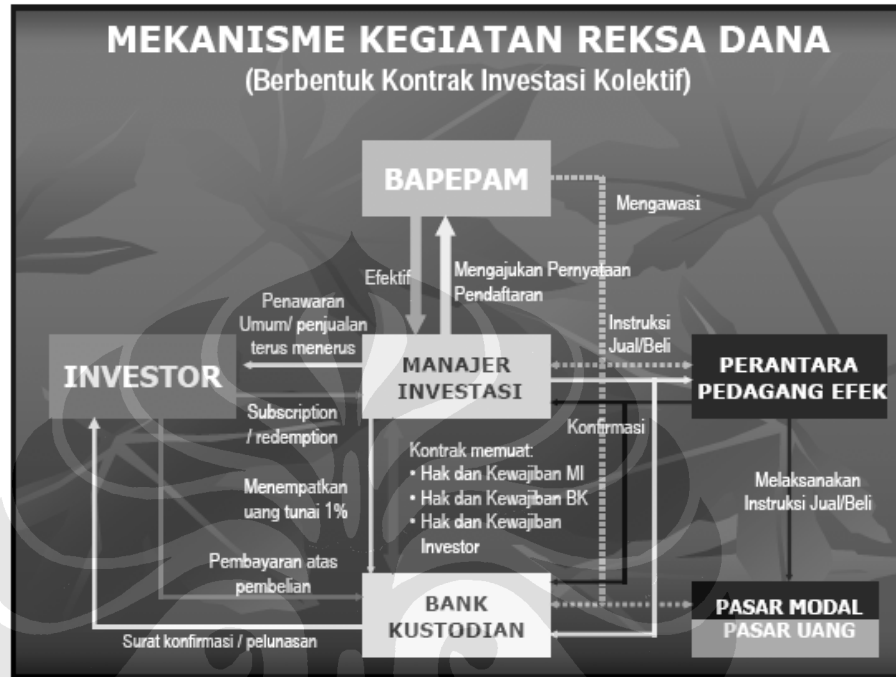 MEKANISME KEGIATAN REKSA DANA
(Berbentuk Kontrak Investasi Kolektif)
BAPEPAM
Mengawasi
Efektif
Mengajukan Pernyataan
Pendaftaran
Penawaran
Umum/ penjualan
terus menerus
Instruksi
Jual/Beli
INVESTOR
MANAJER
INVESTASI
PERANTARA
PEDAGANG EFEK
Subscription
/ redemption
Konfirmasi
Kontrak memuat:
• Hak dan Kewajiban MI
• Hak dan Kewajiban BK
• Hak dan Kewajiban
Investor
Menempatkan
uang tunai 1%
Melaksanakan
Instruksi Jual/Beli
Pembayaran atas
pembelian
BANK
KUSTODIAN
PASAR MODAL
PASAR UANG
Surat konfirmasi / pelunasan